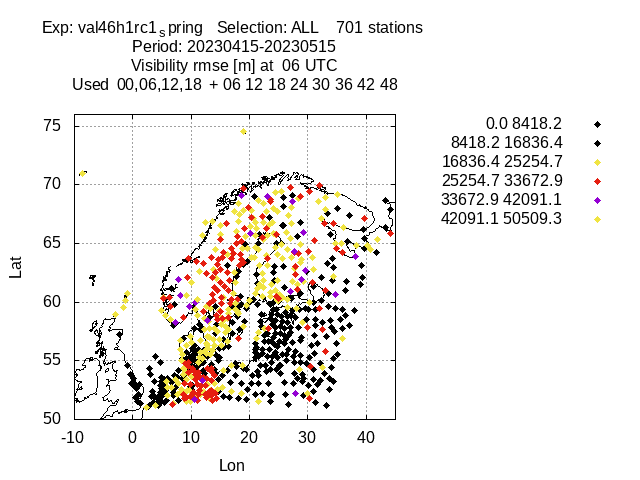 Exp: val46h1rc1spring Selection: ALL 701 stations
Period: 20230415-20230515
Visibility rmse [m] at 06 UTC
Used 00,06,12,18 + 06 12 18 24 30 36 42 48
0.0 8418.2
8418.2 16836.4
16836.4 25254.7
25254.7 33672.9
33672.9 42091.1
42091.1 50509.3
75
70
65
60
55
50
Lat
-10 0 10 20 30 40
Lon